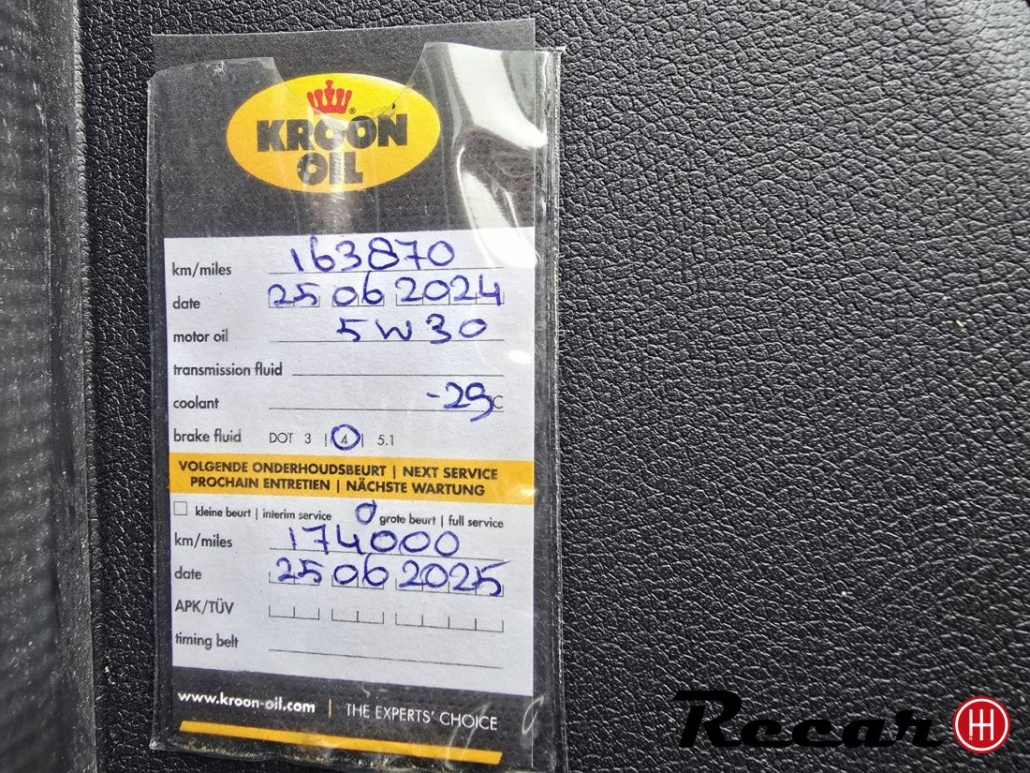 KROON
OIL
®
km/miles 163870
date 25 06 2024
motor oil 5W30
transmission fluid
coolant -29°C
brake fluid DOT 3 | 4 | 5.1
VOLGENDE ONDERHOUDSBEURT | NEXT SERVICE
PROCHAIN ENTRETIEN | NÄCHSTE WARTUNG
kleine beurt | interim service grote beurt | full service
km/miles 174000
date 25 06 2025
APK/TÜV
timing belt
www.kroon-oil.com | THE EXPERTS' CHOICE
Recar